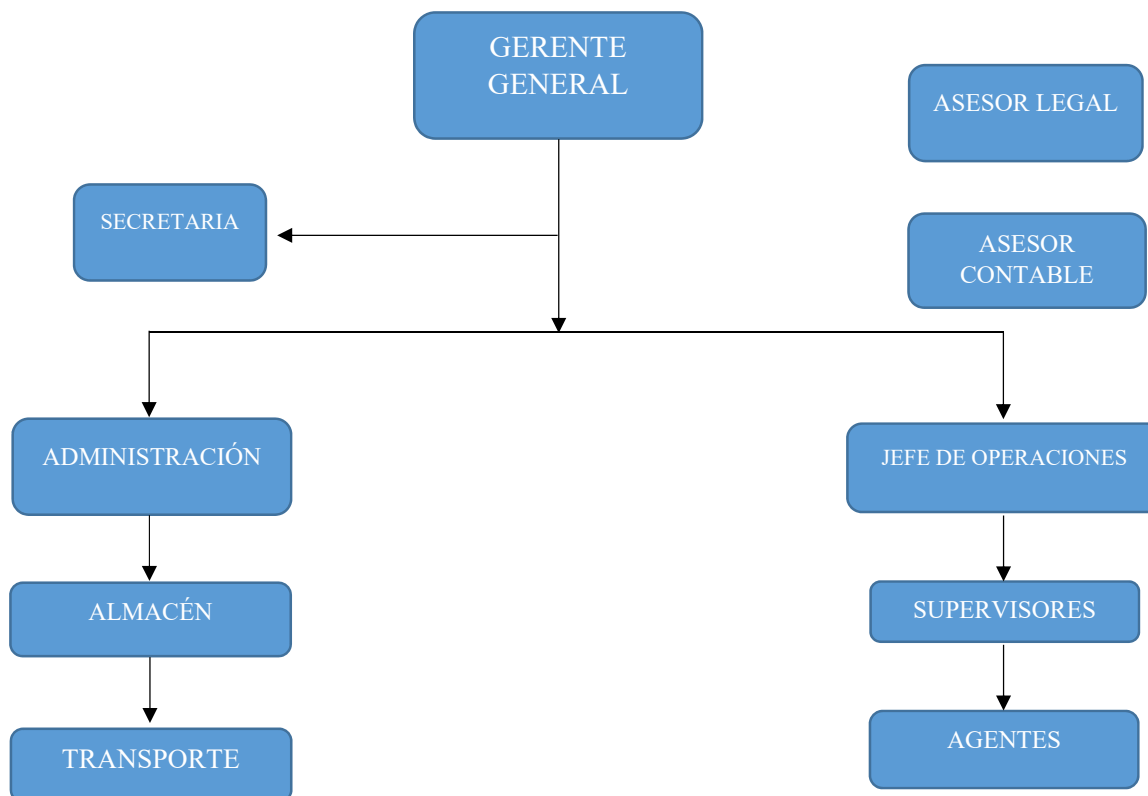 GERENTE
GENERAL
ASESOR LEGAL
SECRETARIA
ASESOR
CONTABLE
ADMINISTRACIÓN
JEFE DE OPERACIONES
ALMACÉN
SUPERVISORES
TRANSPORTE
AGENTES